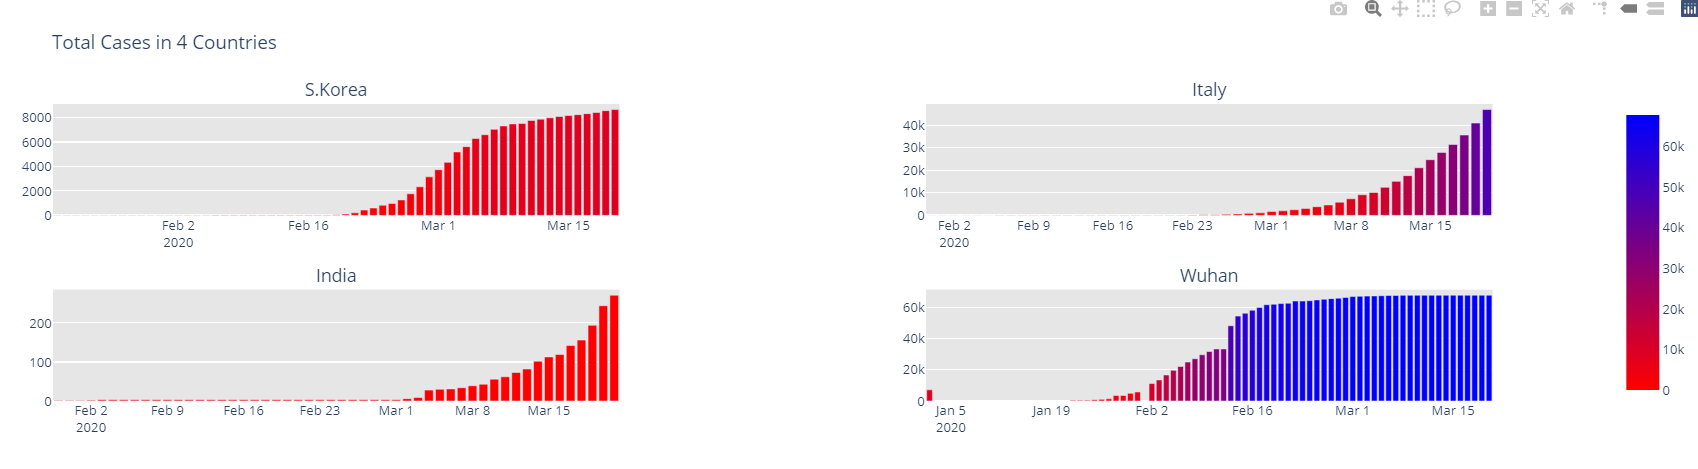 Total Cases in 4 Countries
S.Korea
8000
6000
4000
2000
0
Feb 2
2020
Feb 16
Mar 1
Mar 15
Italy
40k
30k
20k
10k
0
Feb 2
2020
Feb 9
Feb 16
Feb 23
Mar 1
Mar 8
Mar 15
India
200
100
0
Feb 2
2020
Feb 9
Feb 16
Feb 23
Mar 1
Mar 8
Mar 15
Wuhan
60k
40k
20k
0
Jan 5
2020
Jan 19
Feb 2
Feb 16
Mar 1
Mar 15
60k
50k
40k
30k
20k
10k
0